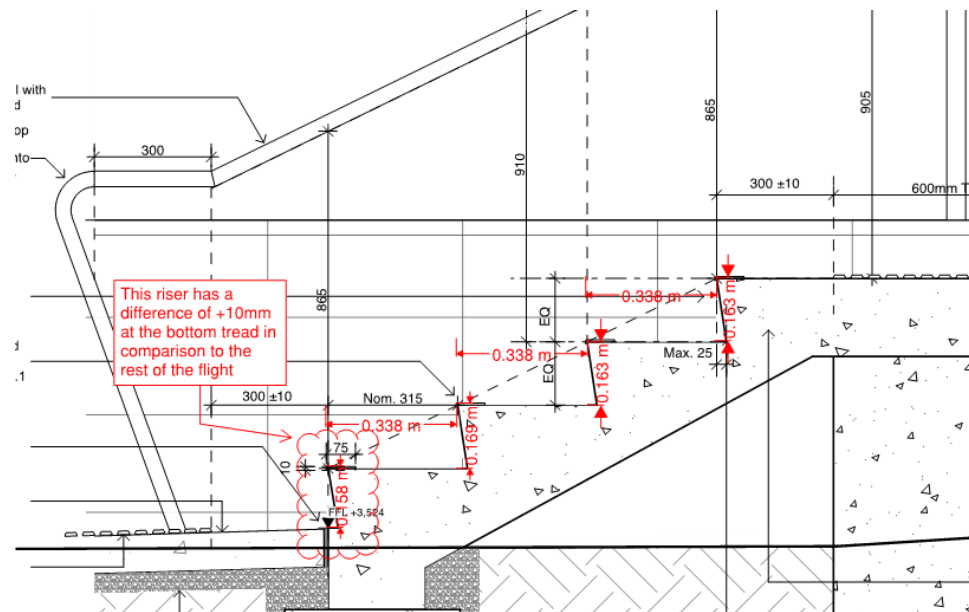 l with
d
op
nto
300
865
910
865
905
300 ±10
600mm T
This riser has a
difference of +10mm
at the bottom tread in
comparison to the
rest of the flight
865
EQ
0.338 m
0.163 m
d
.1
0.338 m
EQ
0.163 m
Max. 25
300 ±10
Nom. 315
0.338 m
0.169 m
75
10
0.158 m
FFL +3,524